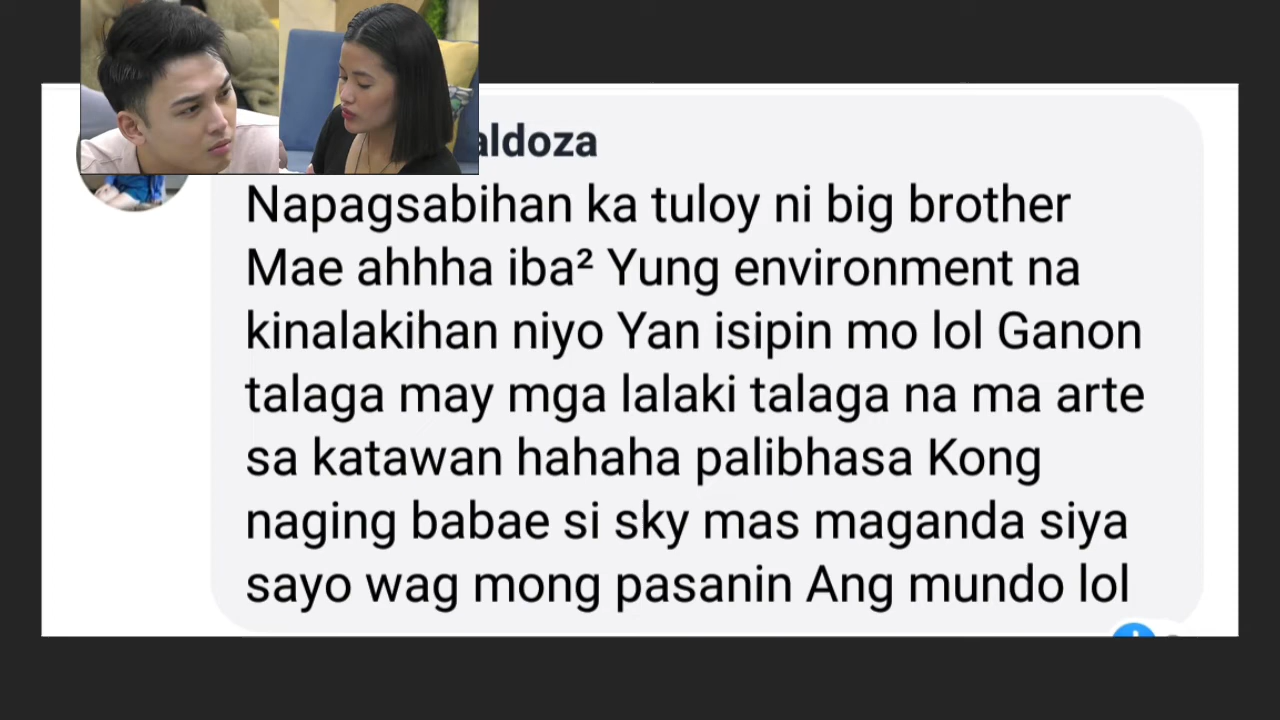 aldoza
Napagsabihan ka tuloy ni big brother
Mae ahhha iba² Yung environment na
kinalakihan niyo Yan isipin mo lol Ganon
talaga may mga lalaki talaga na ma arte
sa katawan hahaha palibhasa Kong
naging babae si sky mas maganda siya
sayo wag mong pasanin Ang mundo lol